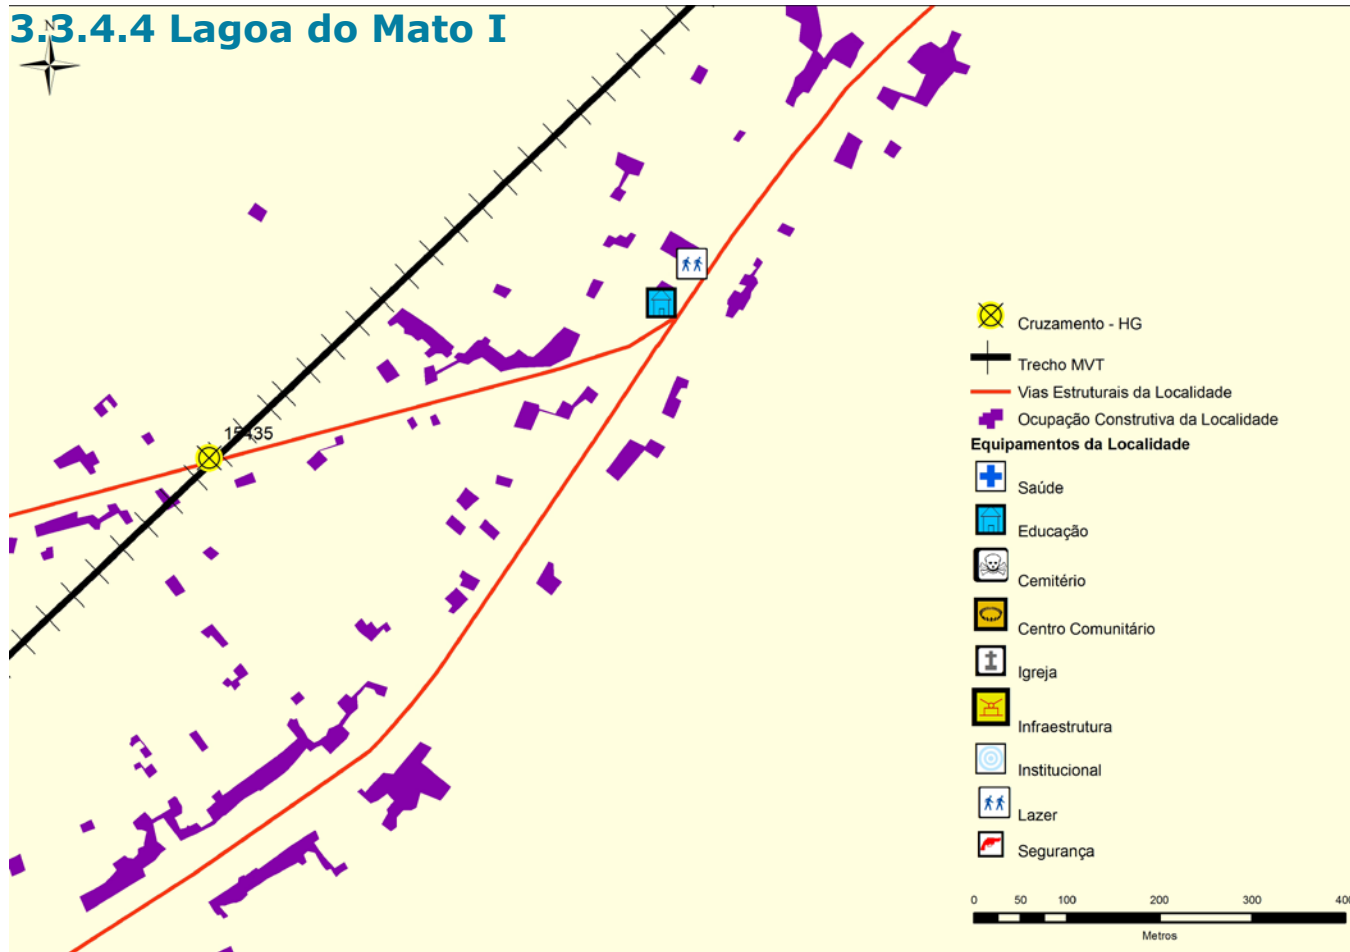 3.3.4.4 Lagoa do Mato I
N
15435
Cruzamento - HG
Trecho MVT
Vias Estruturais da Localidade
Ocupação Construtiva da Localidade
Equipamentos da Localidade
Saúde
Educação
Cemitério
Centro Comunitário
Igreja
Infraestrutura
Institucional
Lazer
Segurança
0 50 100 200 300 400
Metros